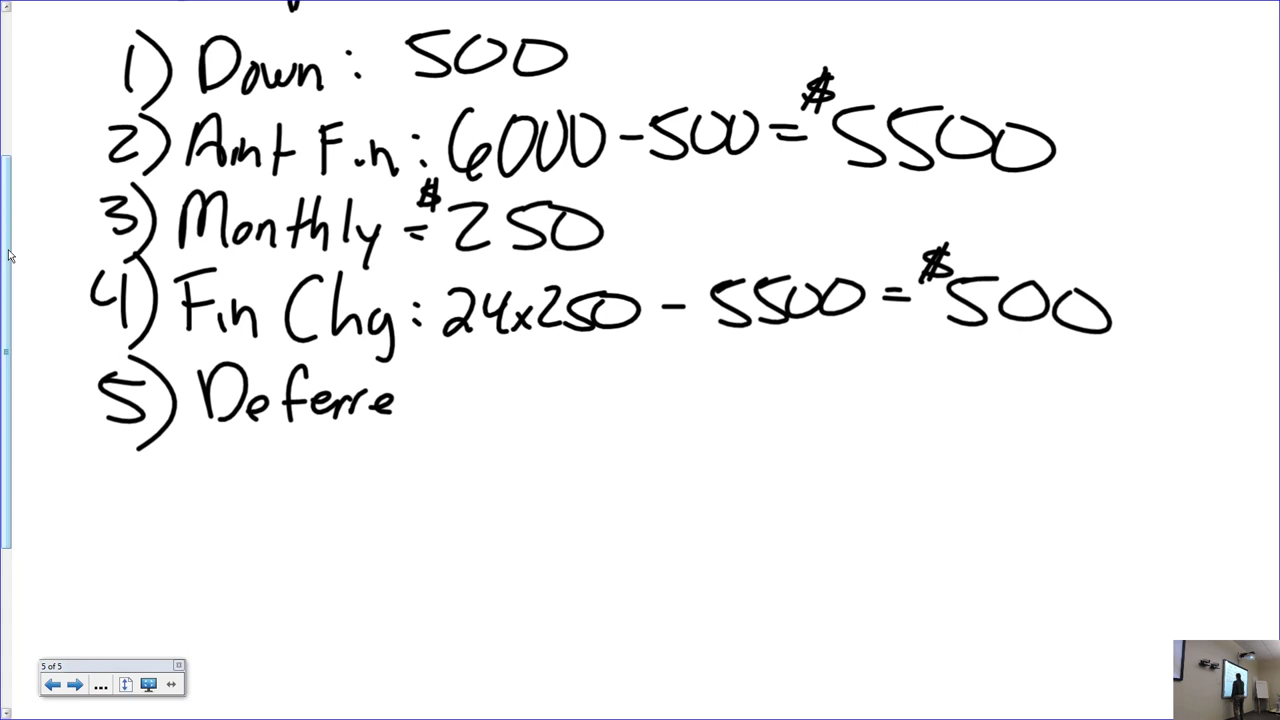 1) Down: 500
2) Amt Fin: 6000 - 500 = $5500
3) Monthly = $250
4) Fin Chg: 24x250 - 5500 = $500
5) Deferre
5 of 5
...